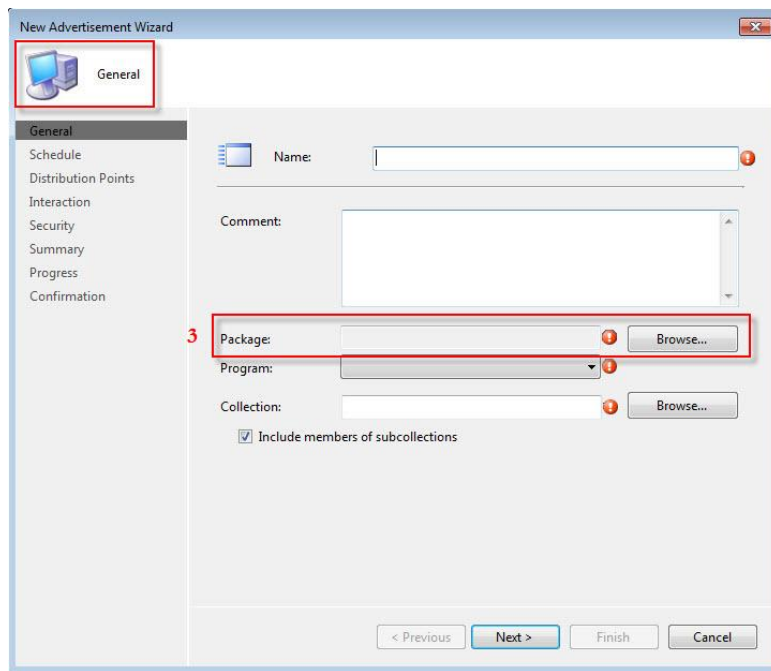 New Advertisement Wizard
General
General
Schedule
Distribution Points
Interaction
Security
Summary
Progress
Confirmation
Name:
Comment:
3
Package:
Browse...
Program:
Collection:
Browse...
Include members of subcollections
< Previous
Next >
Finish
Cancel